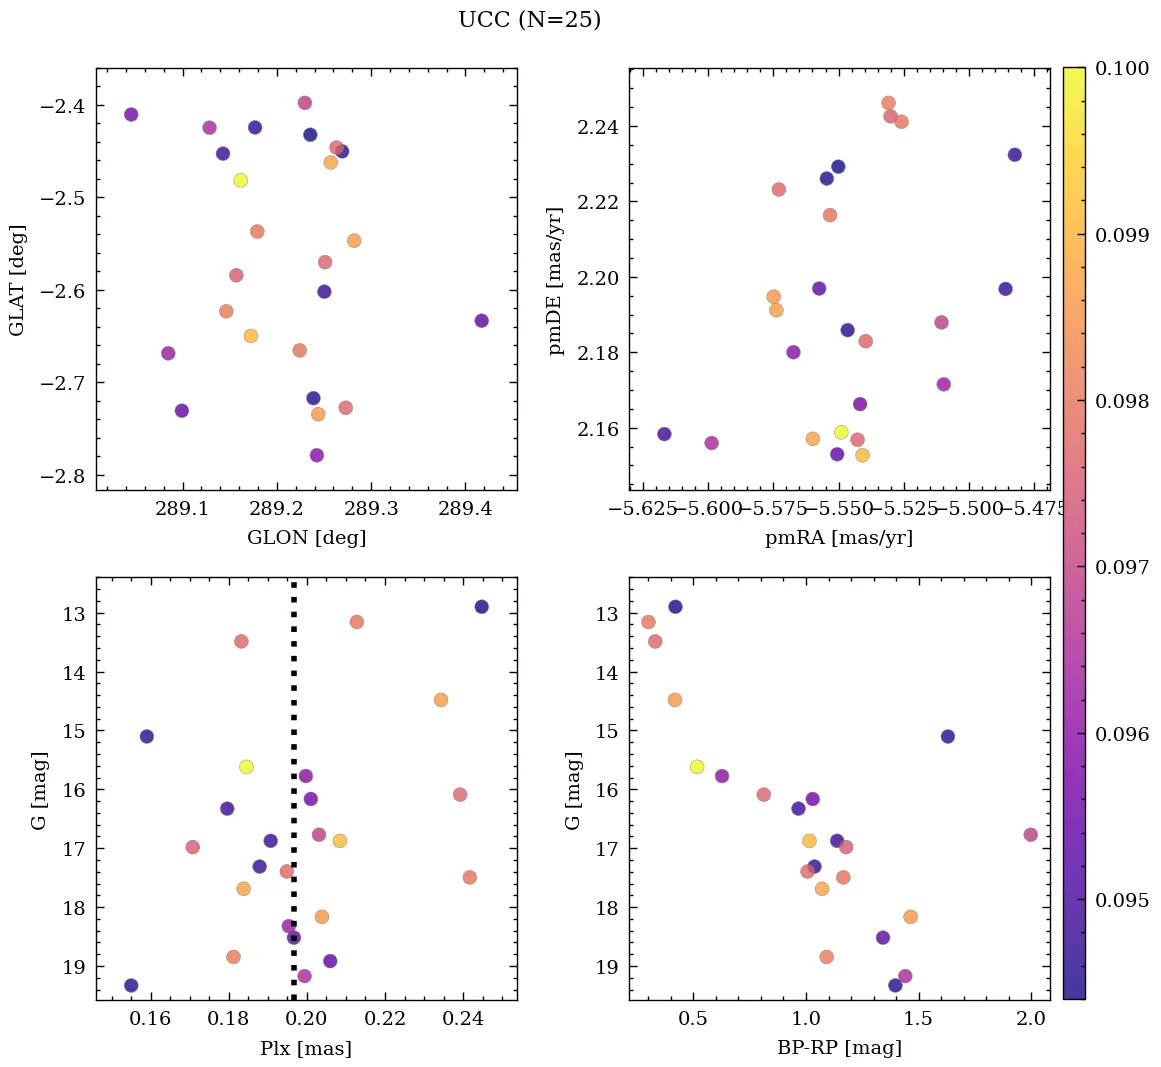 UCC (N=25)
−2.4
−2.5
−2.6
−2.7
−2.8
GLAT [deg]
289.1 289.2 289.3 289.4
GLON [deg]
2.24
2.22
2.20
2.18
2.16
pmDE [mas/yr]
−5.625 −5.600 −5.575 −5.550 −5.525 −5.500 −5.475
pmRA [mas/yr]
0.100
0.099
0.098
0.097
0.096
0.095
13
14
15
16
17
18
19
G [mag]
0.16 0.18 0.20 0.22 0.24
Plx [mas]
13
14
15
16
17
18
19
G [mag]
0.5 1.0 1.5 2.0
BP-RP [mag]